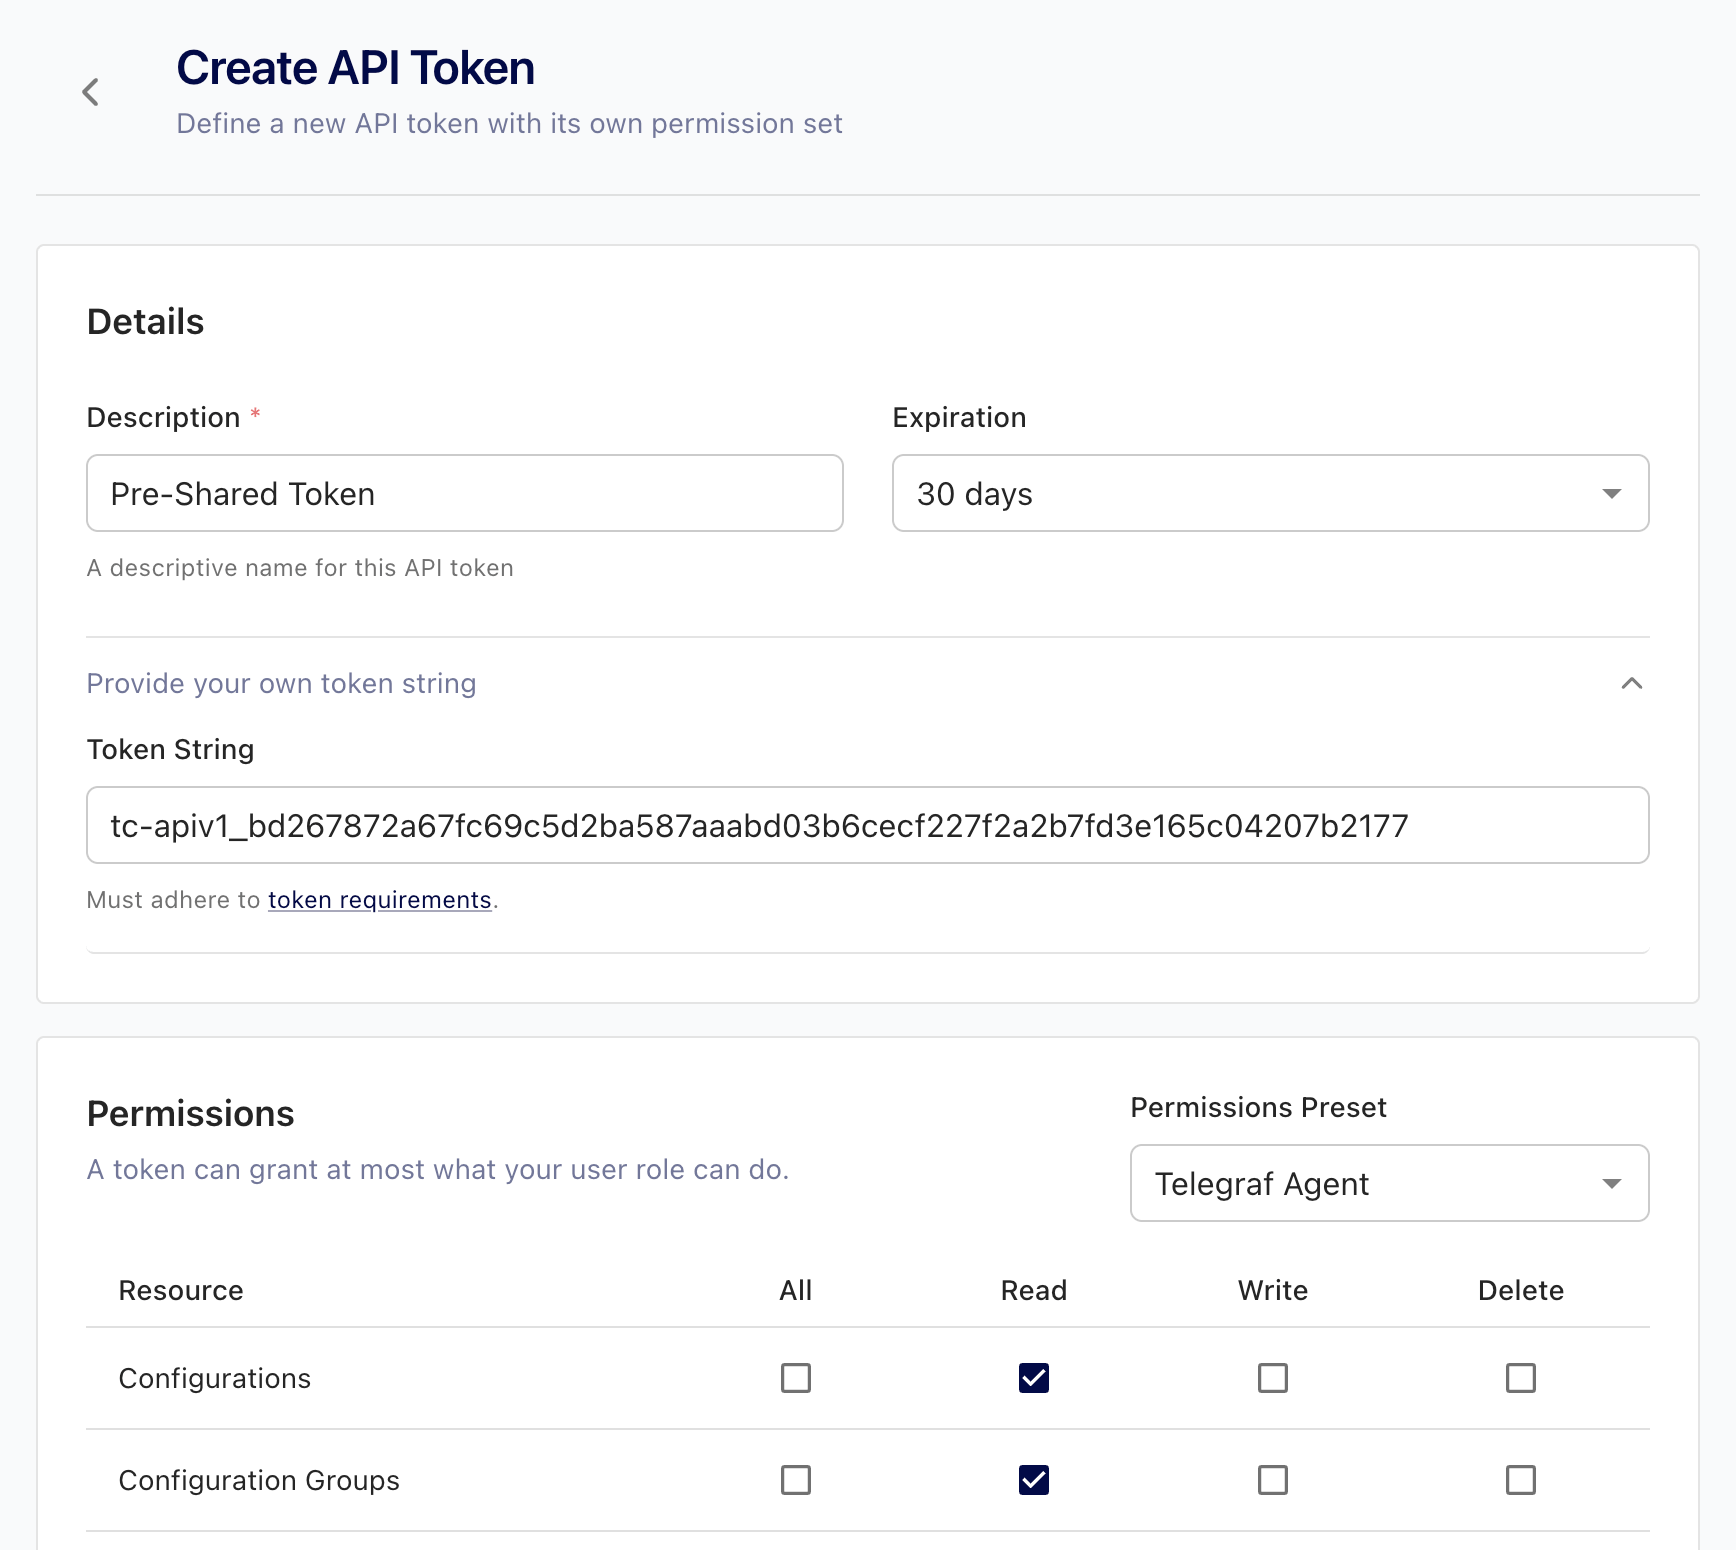 Create API Token
Define a new API token with its own permission set
Details
Description *
Expiration
Pre-Shared Token
30 days
A descriptive name for this API token
Provide your own token string
Token String
tc-apiv1_bd267872a67fc69c5d2ba587aaabd03b6cecf227f2a2b7fd3e165c04207b2177
Must adhere to token requirements.
Permissions
Permissions Preset
A token can grant at most what your user role can do.
Telegraf Agent
Resource All Read Write Delete
Configurations
Configuration Groups